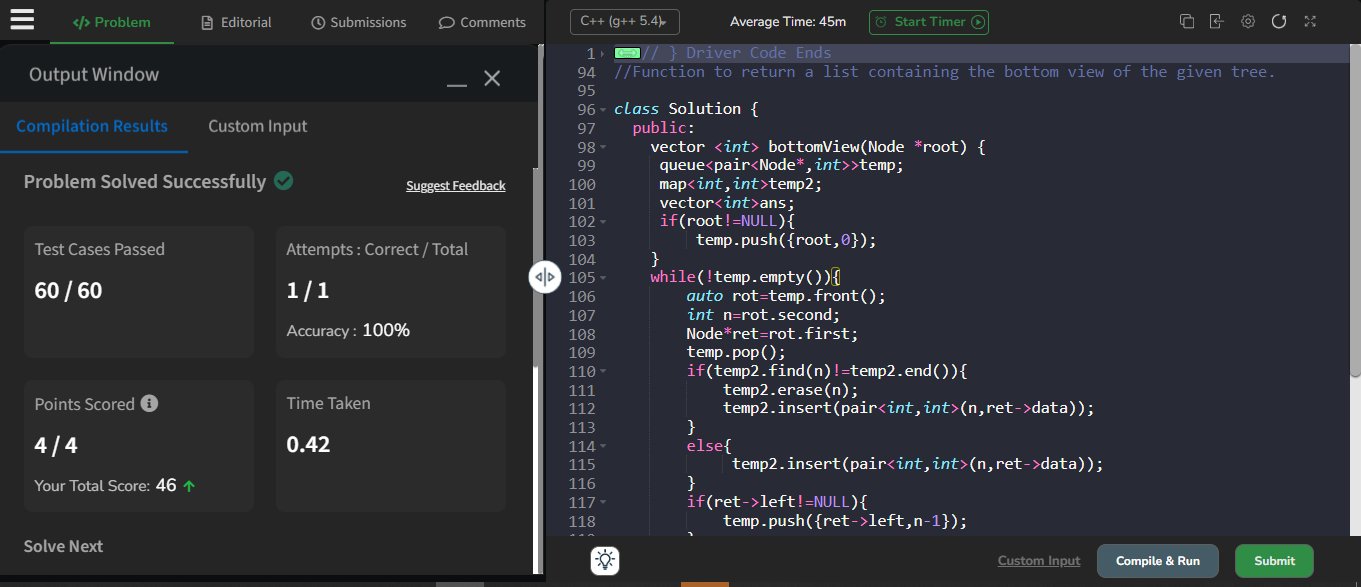 Problem
Editorial
Submissions
Comments
C++ (g++ 5.4)
Average Time: 45m
Start Timer
Output Window
Compilation Results
Custom Input
Problem Solved Successfully
Suggest Feedback
Test Cases Passed
60 / 60
Attempts : Correct / Total
1 / 1
Accuracy : 100%
Points Scored
4 / 4
Your Total Score: 46
Time Taken
0.42
Solve Next
1 // } Driver Code Ends
94 //Function to return a list containing the bottom view of the given tree.
95
96 class Solution {
97 public:
98 vector <int> bottomView(Node *root) {
99 queue<pair<Node*,int>>temp;
100 map<int,int>temp2;
101 vector<int>ans;
102 if(root!=NULL){
103 temp.push({root,0});
104 }
105 while(!temp.empty()){
106 auto rot=temp.front();
107 int n=rot.second;
108 Node*ret=rot.first;
109 temp.pop();
110 if(temp2.find(n)!=temp2.end()){
111 temp2.erase(n);
112 temp2.insert(pair<int,int>(n,ret->data));
113 }
114 else{
115 temp2.insert(pair<int,int>(n,ret->data));
116 }
117 if(ret->left!=NULL){
118 temp.push({ret->left,n-1});
Custom Input
Compile & Run
Submit